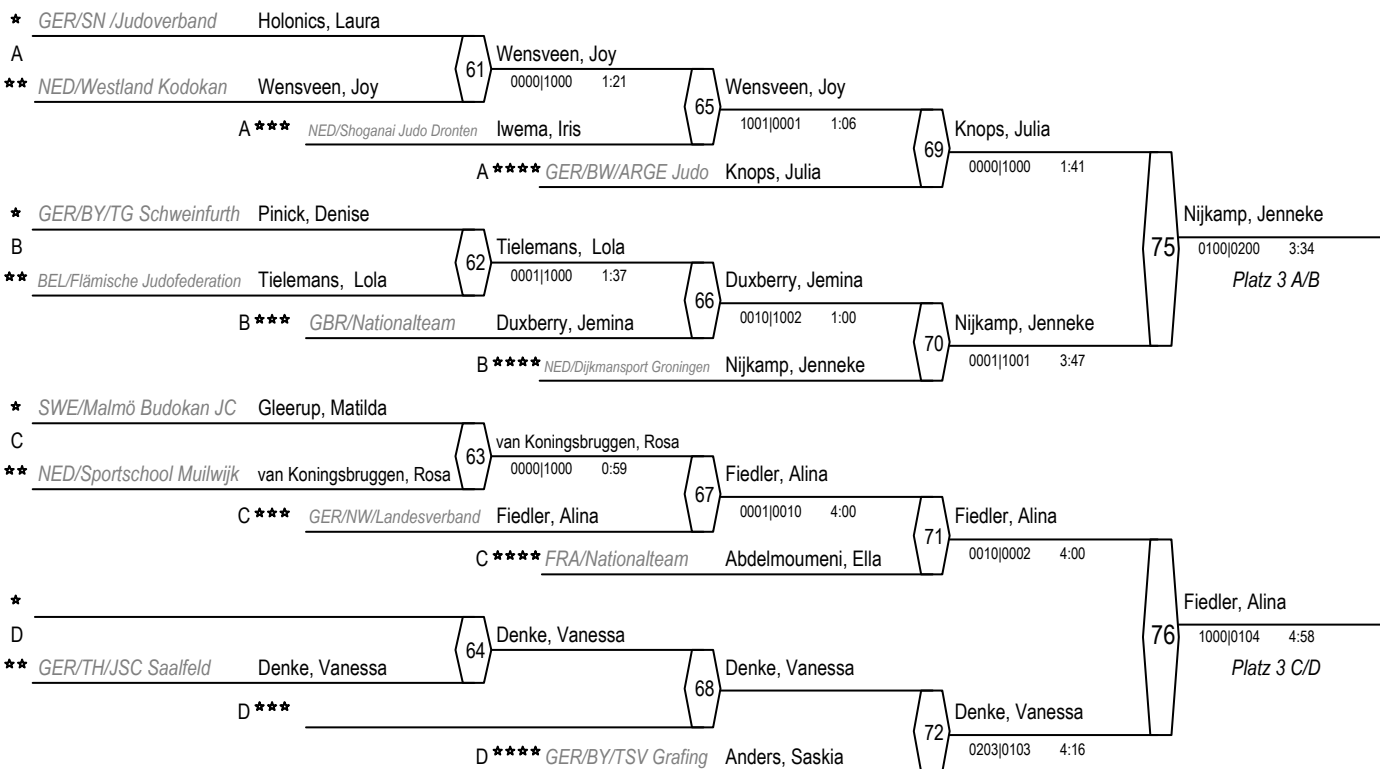 ★ GER/SN /Judoverband Holonics, Laura
A
Wensveen, Joy
61
0000|1000 1:21
★★ NED/Westland Kodokan Wensveen, Joy
Wensveen, Joy
65
1001|0001 1:06
A ★★★ NED/Shoganai Judo Dronten Iwema, Iris
Knops, Julia
69
0000|1000 1:41
A ★★★★ GER/BW/ARGE Judo Knops, Julia
★ GER/BY/TG Schweinfurth Pinick, Denise
Nijkamp, Jenneke
75
0100|0200 3:34
Platz 3 A/B
B
Tielemans, Lola
62
0001|1000 1:37
★★ BEL/Flämische Judofederation Tielemans, Lola
Duxberry, Jemina
66
0010|1002 1:00
B ★★★ GBR/Nationalteam Duxberry, Jemina
Nijkamp, Jenneke
70
0001|1001 3:47
B ★★★★ NED/Dijkmansport Groningen Nijkamp, Jenneke
★ SWE/Malmö Budokan JC Gleerup, Matilda
C
van Koningsbruggen, Rosa
63
0000|1000 0:59
★★ NED/Sportschool Muilwijk van Koningsbruggen, Rosa
Fiedler, Alina
67
0001|0010 4:00
C ★★★ GER/NW/Landesverband Fiedler, Alina
Fiedler, Alina
71
0010|0002 4:00
C ★★★★ FRA/Nationalteam Abdelmoumeni, Ella
★
Fiedler, Alina
76
1000|0104 4:58
Platz 3 C/D
D
Denke, Vanessa
64
★★ GER/TH/JSC Saalfeld Denke, Vanessa
Denke, Vanessa
68
D ★★★
Denke, Vanessa
72
0203|0103 4:16
D ★★★★ GER/BY/TSV Grafing Anders, Saskia